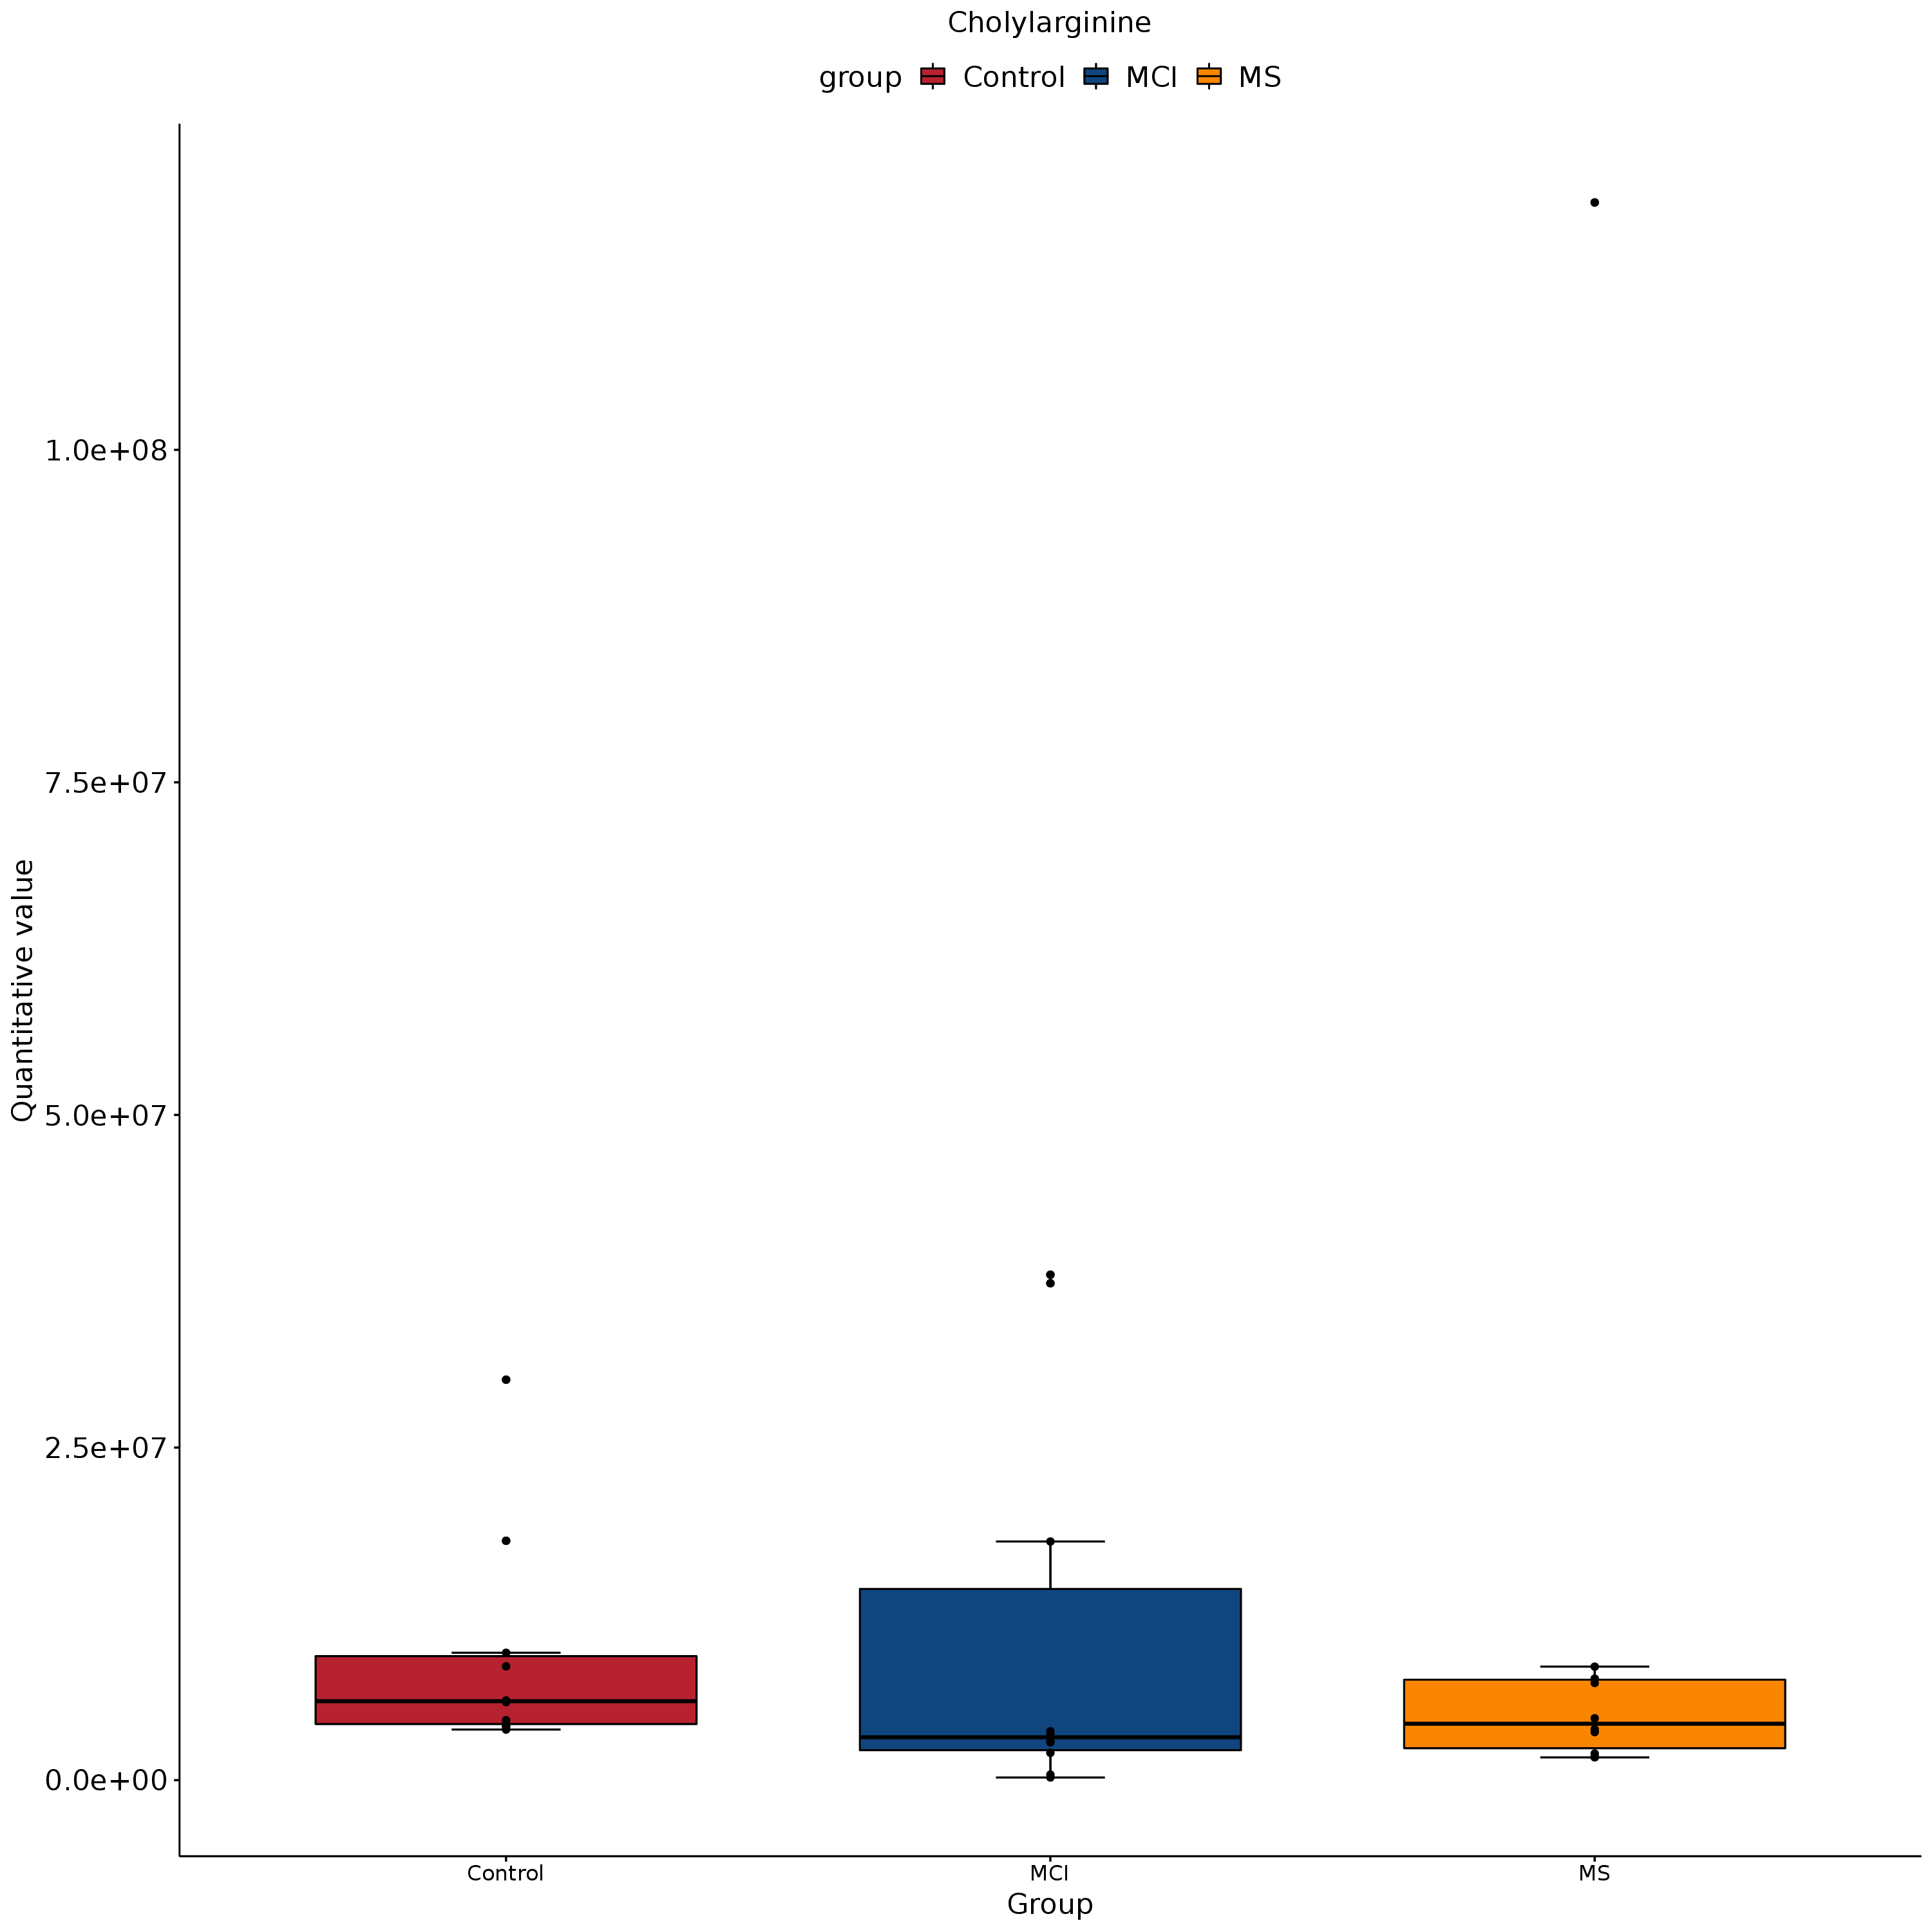 Cholylarginine
group Control MCI MS
1.0e+08
7.5e+07
5.0e+07
2.5e+07
0.0e+00
Quantitative value
Control MCI MS
Group